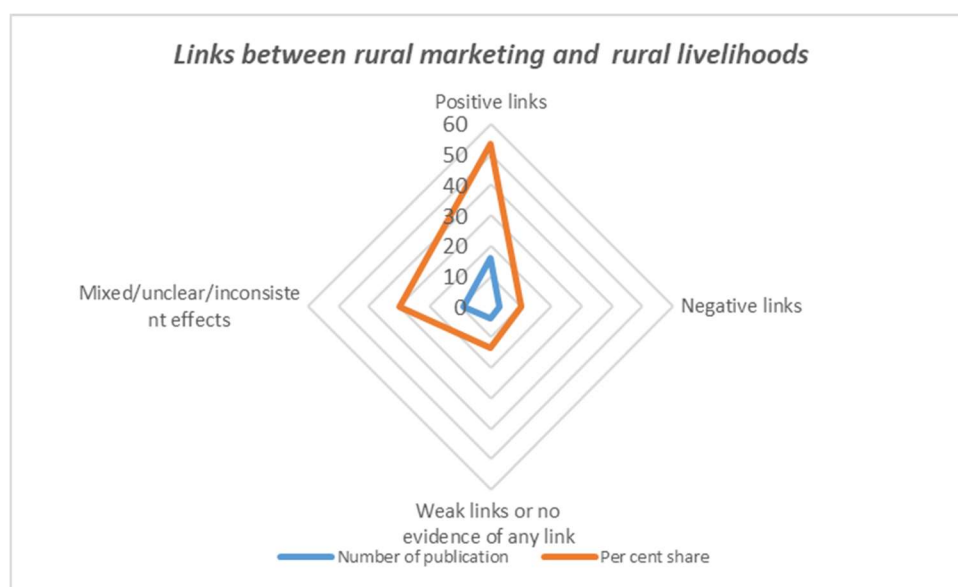 Links between rural marketing and rural livelihoods
Positive links
60
50
40
30
20
10
0
Mixed/unclear/inconsiste
nt effects
Negative links
Weak links or no
evidence of any link
Number of publication
Per cent share